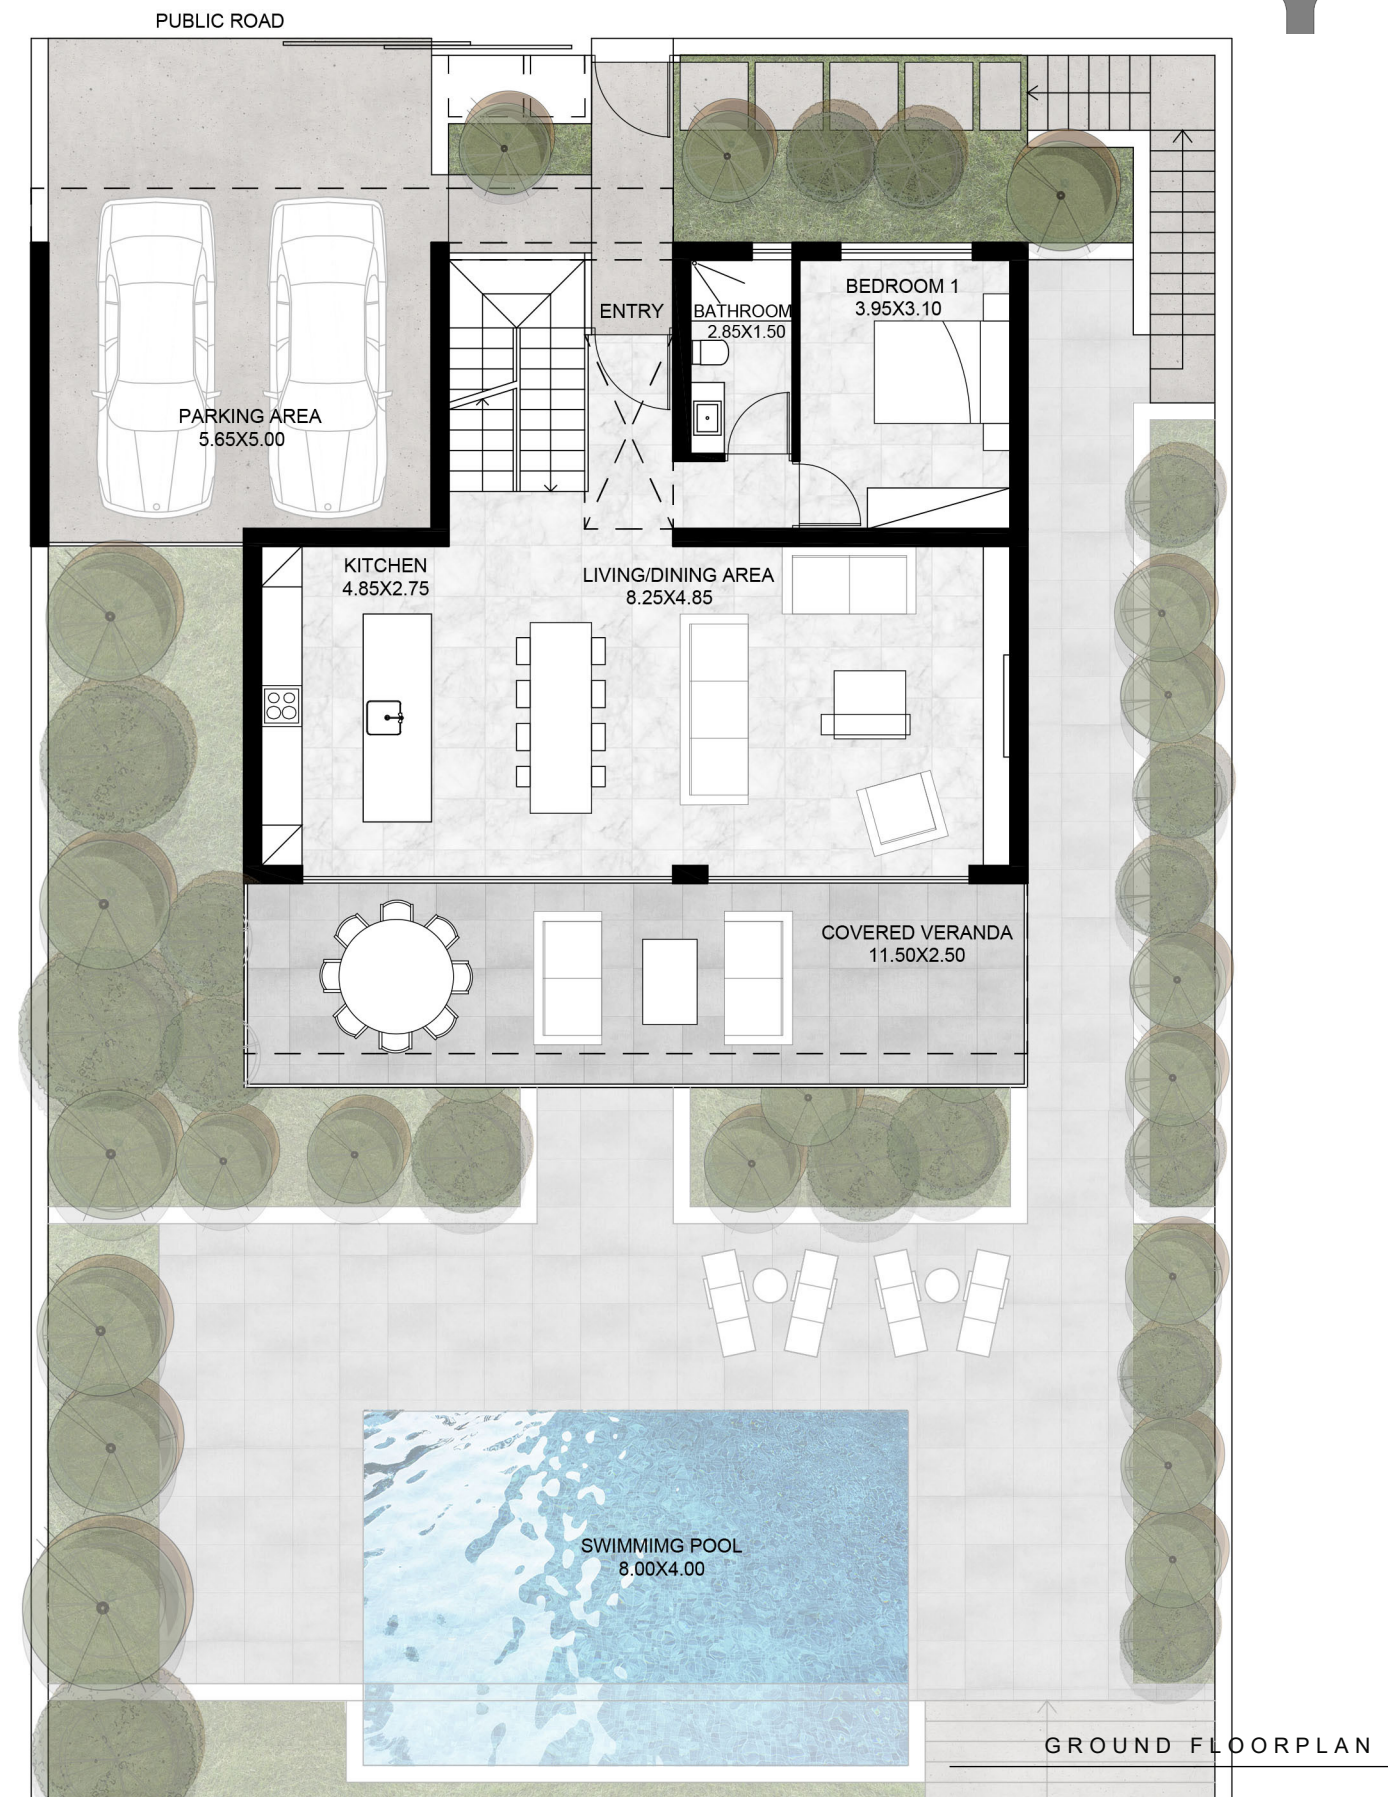 PUBLIC ROAD
ENTRY
BATHROOM
2.85X1.50
BEDROOM 1
3.95X3.10
PARKING AREA
5.65X5.00
KITCHEN
4.85X2.75
LIVING/DINING AREA
8.25X4.85
COVERED VERANDA
11.50X2.50
SWIMMIMG POOL
8.00X4.00
GROUND FLOORPLAN